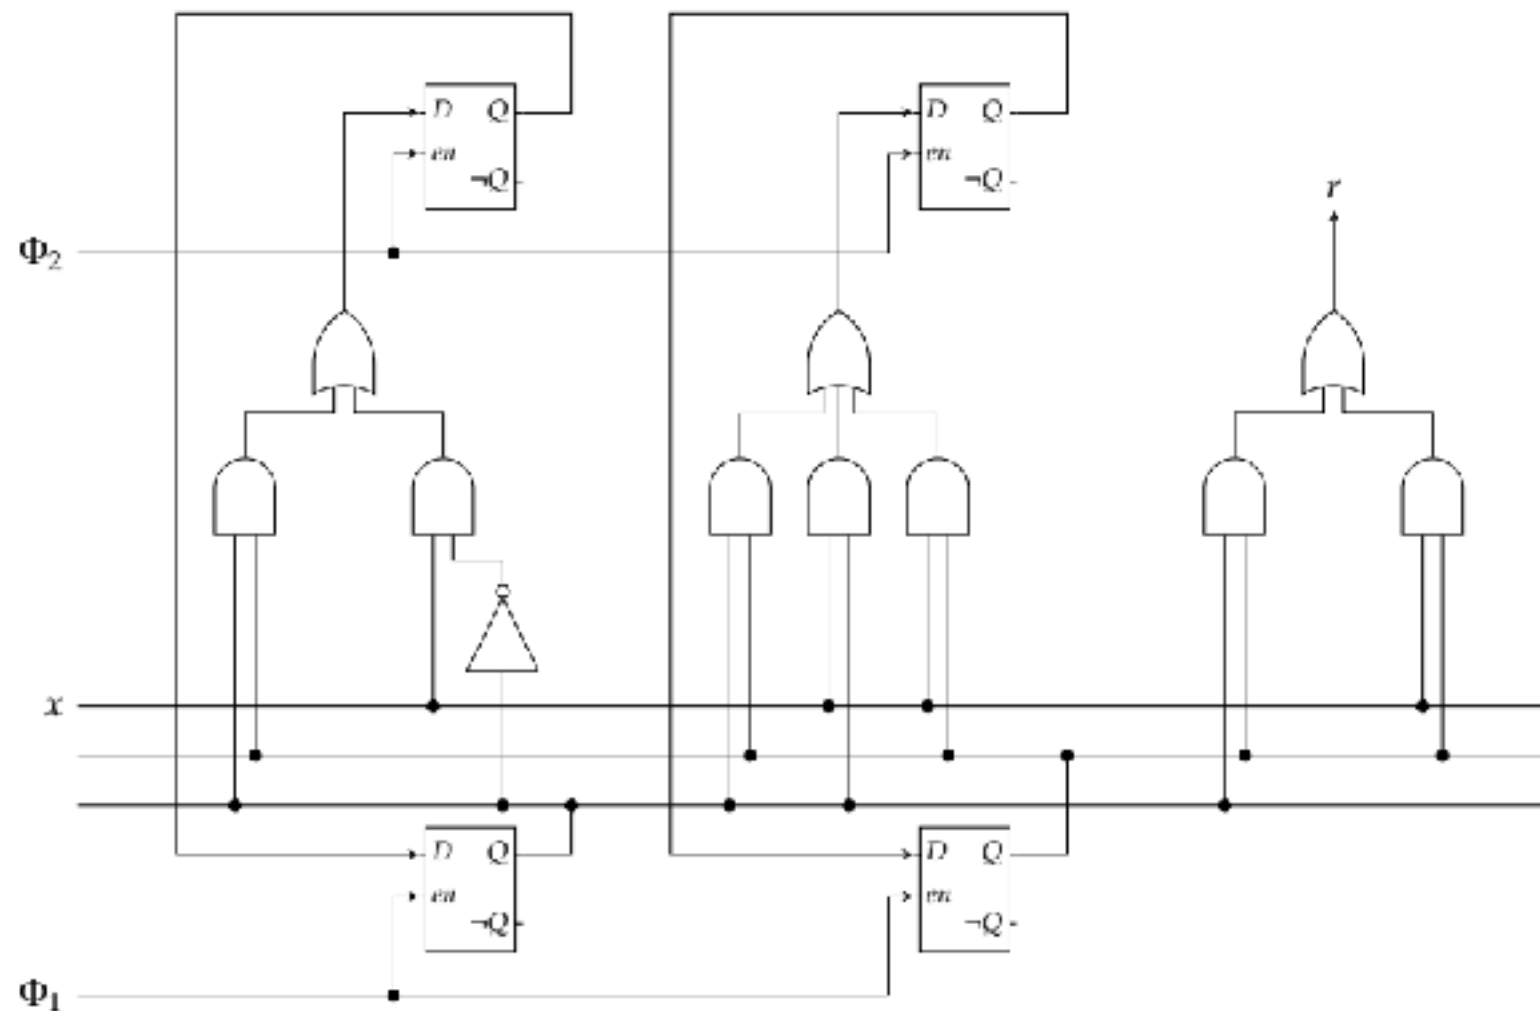 D Q D Q
en en
¬Q ¬Q
r
Φ2
x
D Q D Q
en en
¬Q ¬Q
Φ1